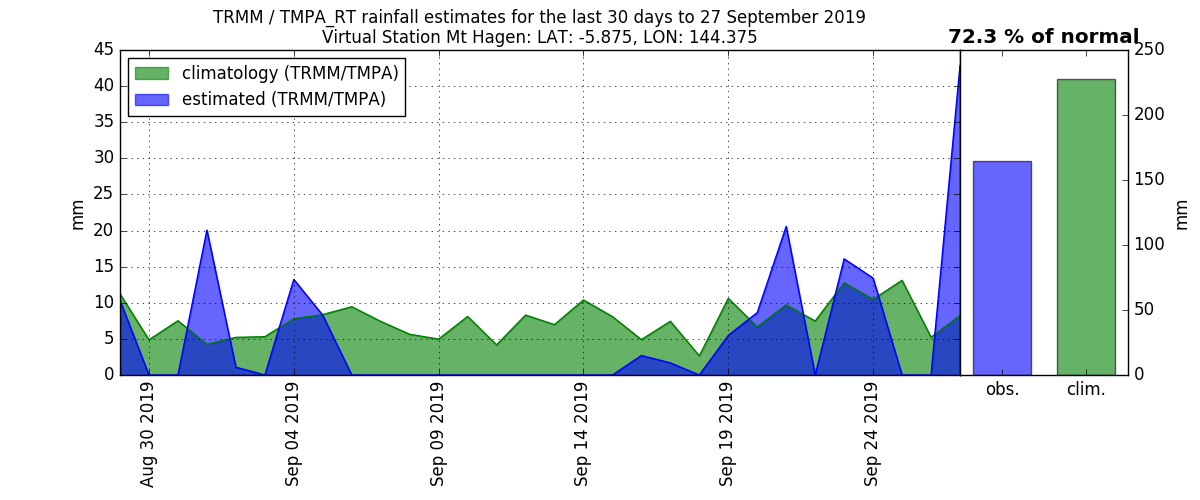 TRMM / TMPA_RT rainfall estimates for the last 30 days to 27 September 2019
Virtual Station Mt Hagen: LAT: -5.875, LON: 144.375
72.3 % of normal
climatology (TRMM/TMPA)
estimated (TRMM/TMPA)
45
40
35
30
25
20
15
10
5
0
mm
Aug 30 2019
Sep 04 2019
Sep 09 2019
Sep 14 2019
Sep 19 2019
Sep 24 2019
obs.
clim.
250
200
150
100
50
0
mm